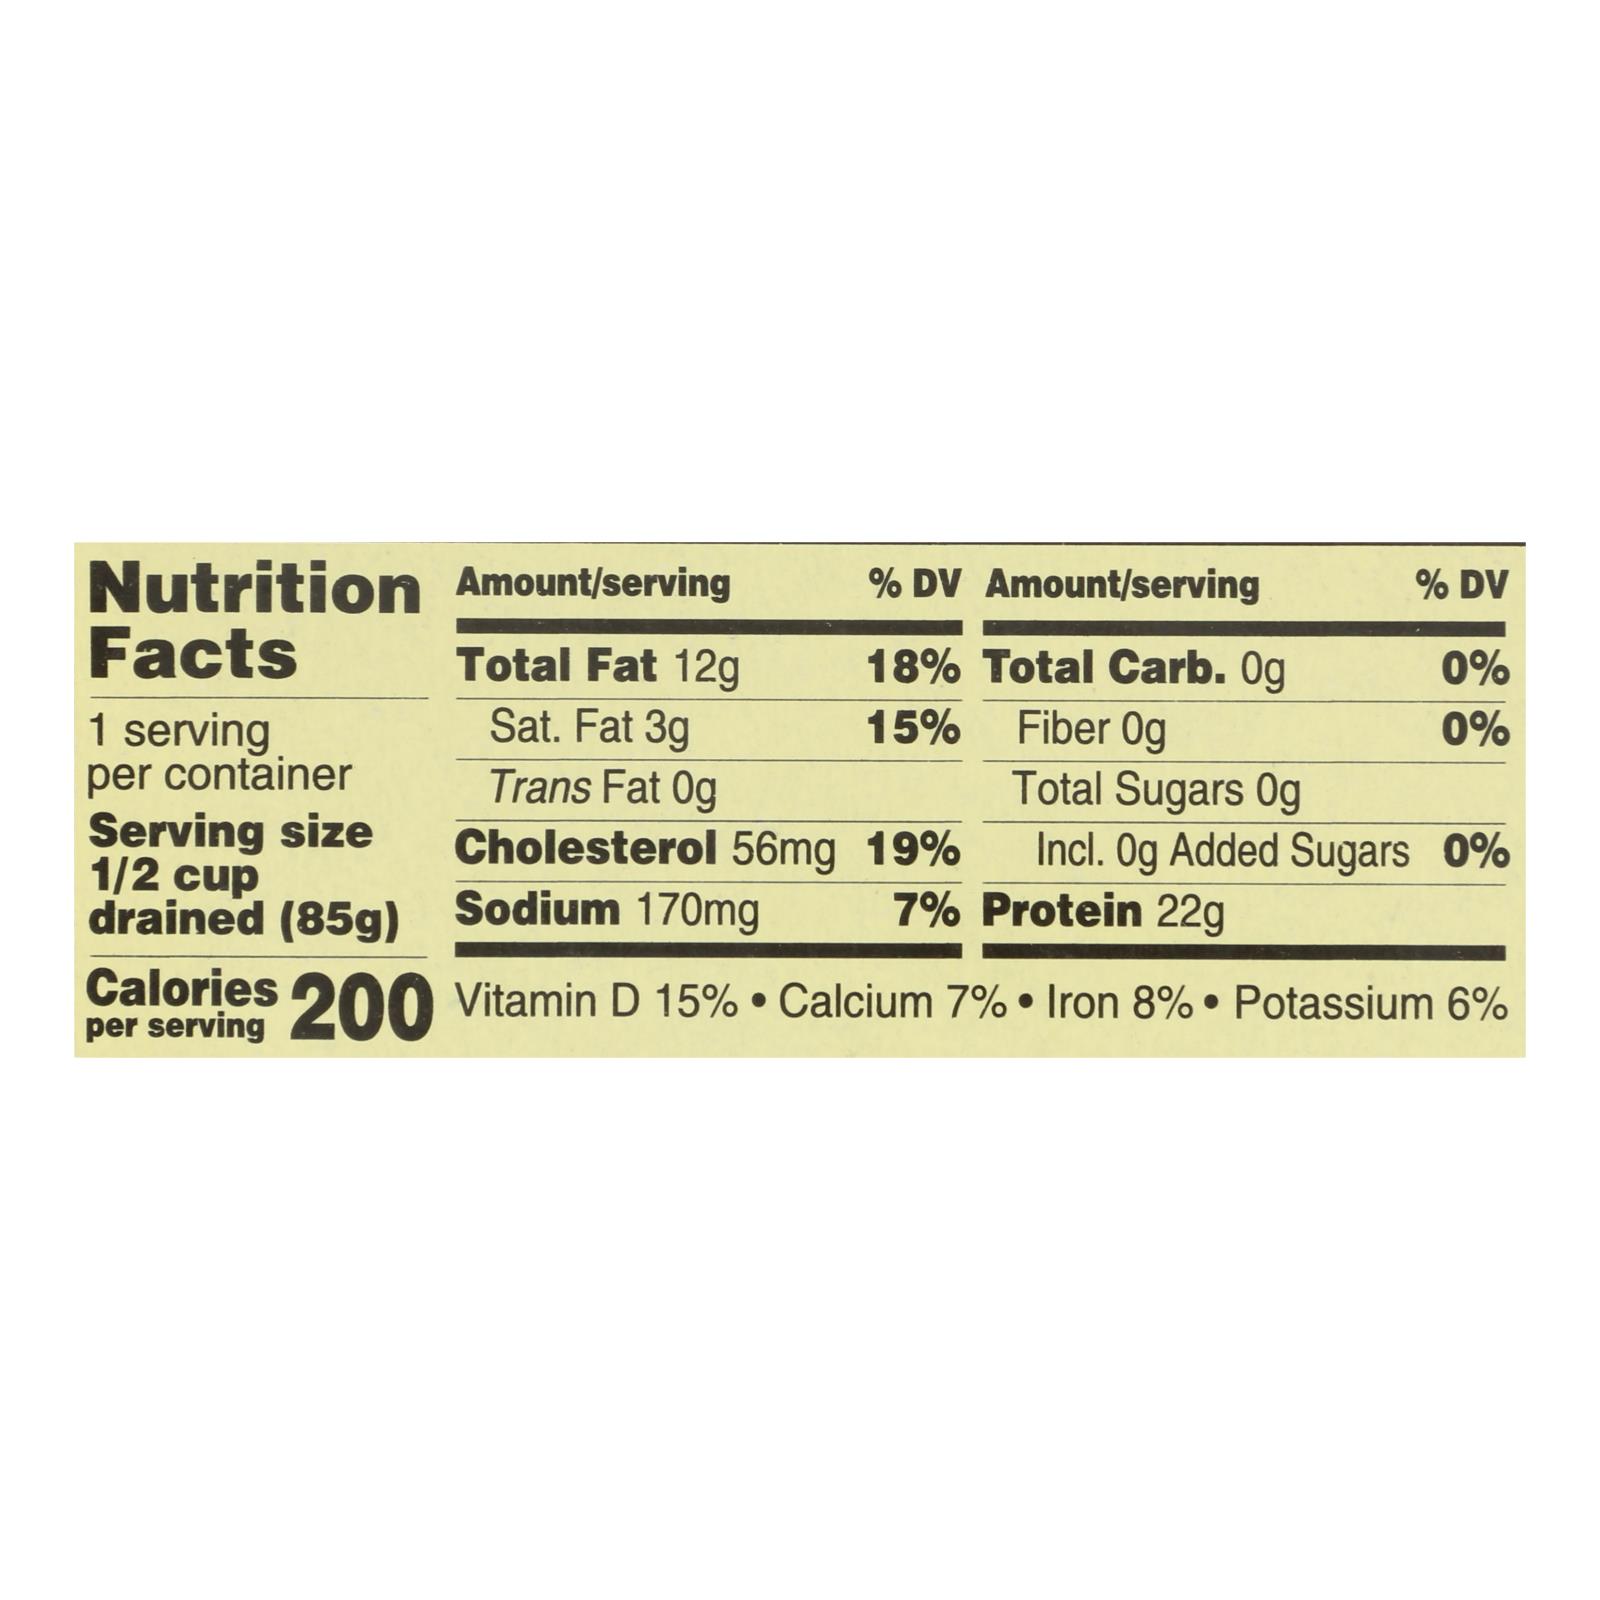 Nutrition
Facts
1 serving
per container
Serving size
1/2 cup
drained (85g)
Calories 200
per serving
Amount/serving % DV
Total Fat 12g 18%
Sat. Fat 3g 15%
Trans Fat 0g
Cholesterol 56mg 19%
Sodium 170mg 7%
Amount/serving % DV
Total Carb. 0g 0%
Fiber 0g 0%
Total Sugars 0g
Incl. 0g Added Sugars 0%
Protein 22g
Vitamin D 15% • Calcium 7% • Iron 8% • Potassium 6%